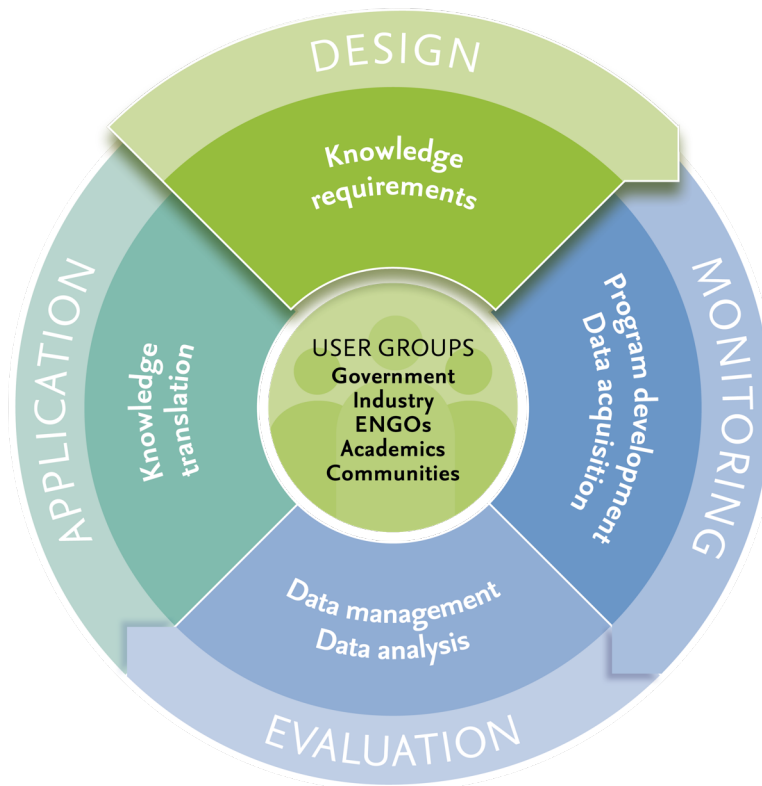 DESIGN
Knowledge
requirements
MONITORING
Program development
Data acquisition
EVALUATION
Data management
Data analysis
APPLICATION
Knowledge
translation
USER GROUPS
Government
Industry
ENGOs
Academics
Communities